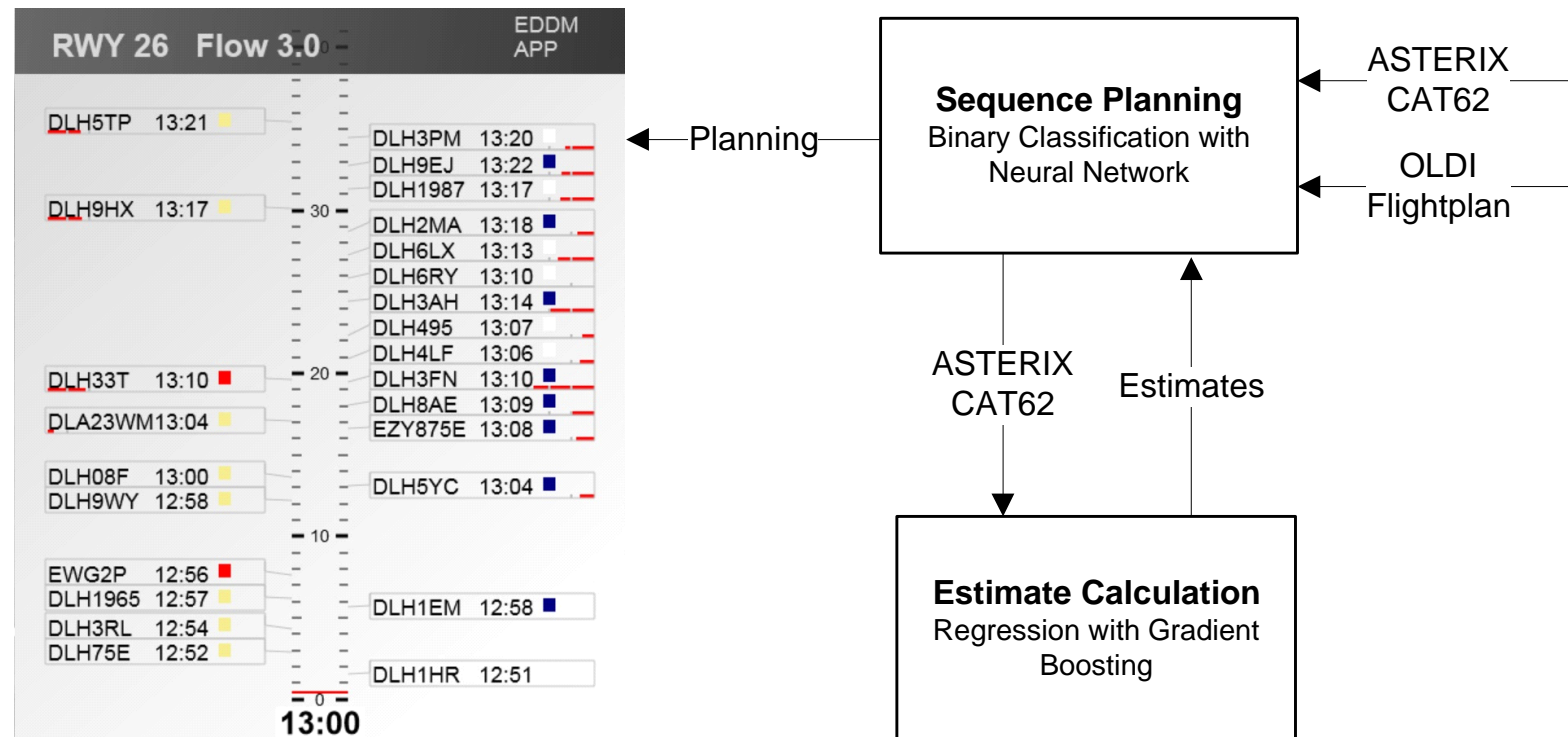 RWY 26 Flow 3.0
EDDM
APP
DLH5TP 13:21
DLH9HX 13:17
DLH33T 13:10
DLA23WM13:04
DLH08F 13:00
DLH9WY 12:58
EWG2P 12:56
DLH1965 12:57
DLH3RL 12:54
DLH75E 12:52
30
20
10
0
13:00
DLH3PM 13:20
DLH9EJ 13:22
DLH1987 13:17
DLH2MA 13:18
DLH6LX 13:13
DLH6RY 13:10
DLH3AH 13:14
DLH495 13:07
DLH4LF 13:06
DLH3FN 13:10
DLH8AE 13:09
EZY875E 13:08
DLH5YC 13:04
DLH1EM 12:58
DLH1HR 12:51
Planning
Sequence Planning
Binary Classification with
Neural Network
ASTERIX
CAT62
OLDI
Flightplan
ASTERIX
CAT62
Estimates
Estimate Calculation
Regression with Gradient
Boosting